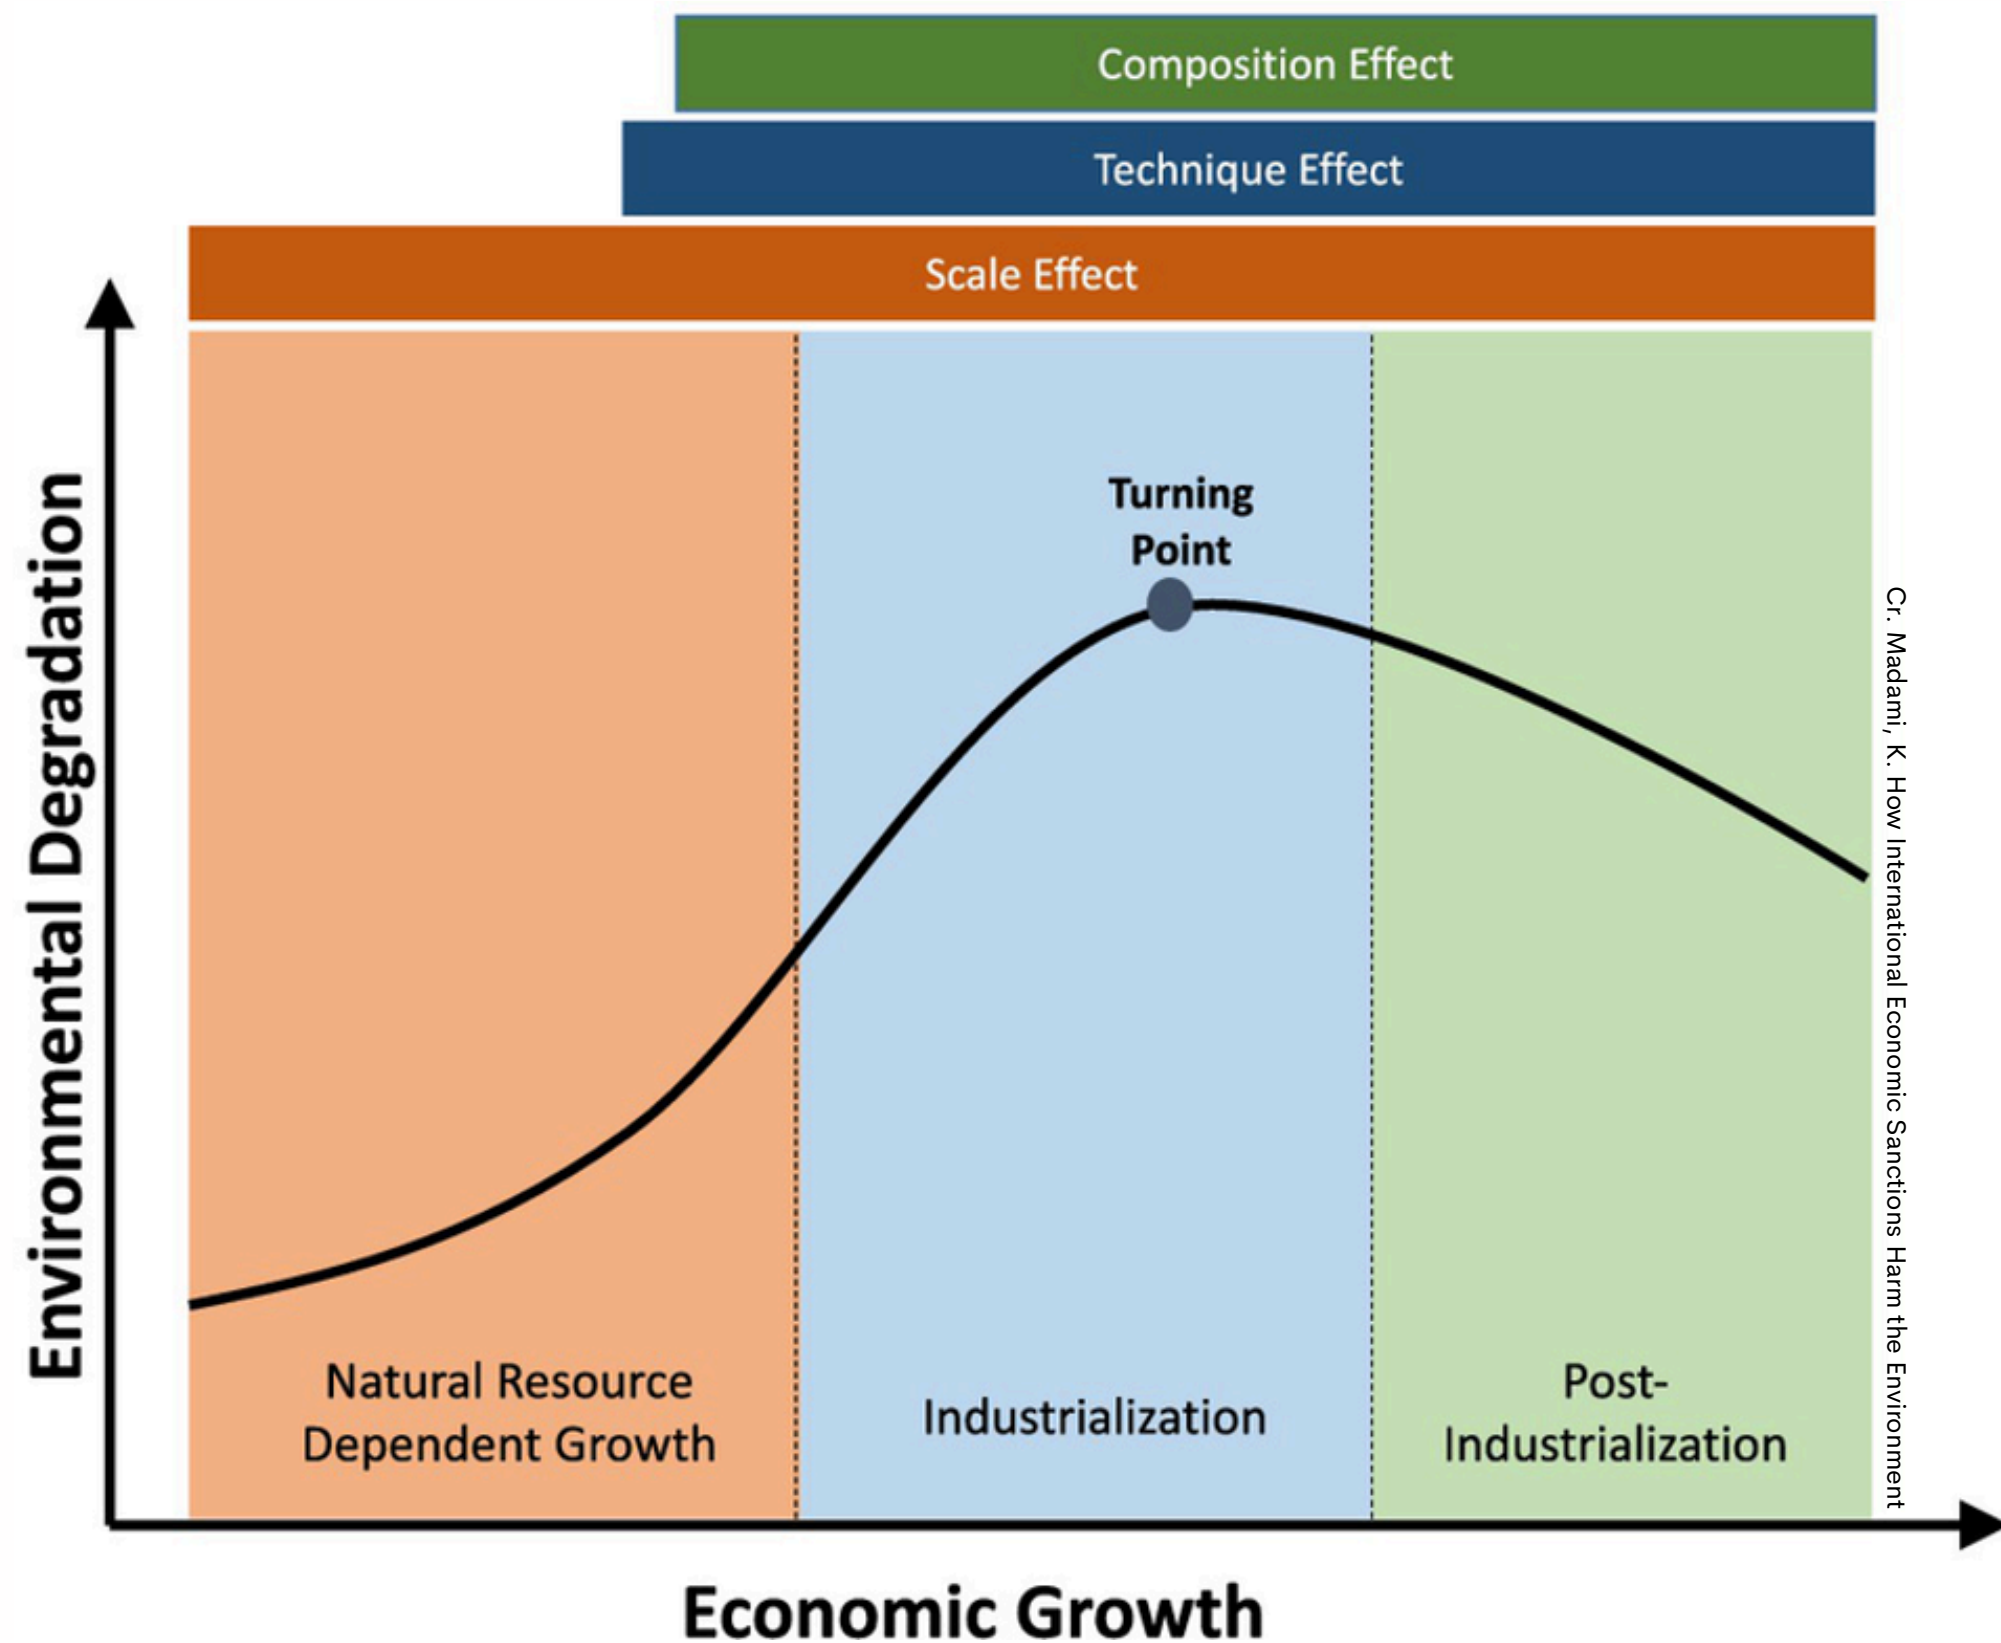 Composition Effect
Technique Effect
Scale Effect
Environmental Degradation
Turning
Point
Natural Resource
Dependent Growth
Industrialization
Post-
Industrialization
Economic Growth
Cr. Madami, K. How International Economic Sanctions Harm the Environment